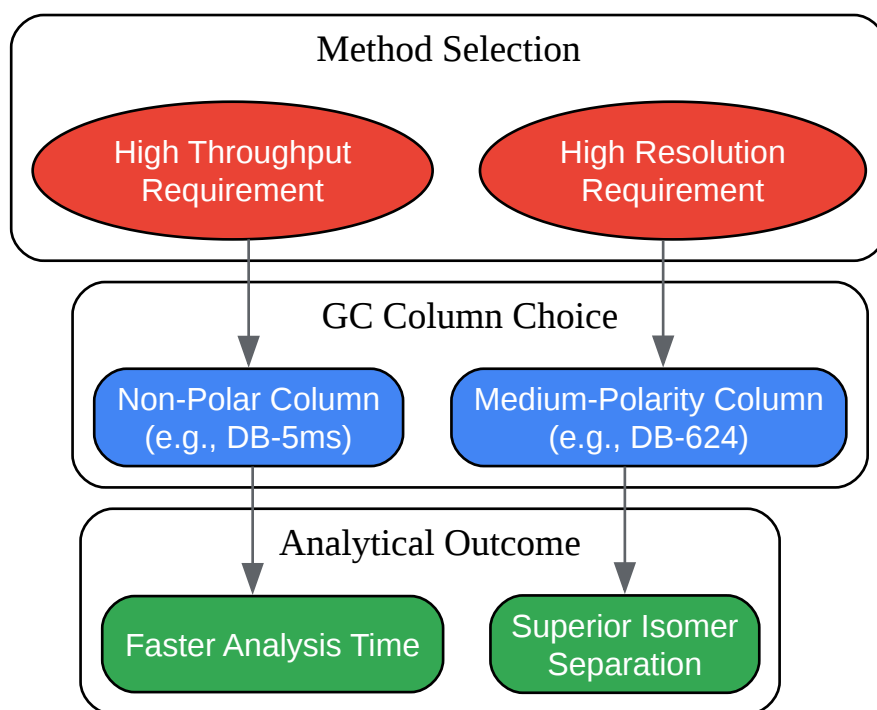 Method Selection
High Throughput
Requirement
High Resolution
Requirement
GC Column Choice
Non-Polar Column
(e.g., DB-5ms)
Medium-Polarity Column
(e.g., DB-624)
Analytical Outcome
Faster Analysis Time
Superior Isomer
Separation